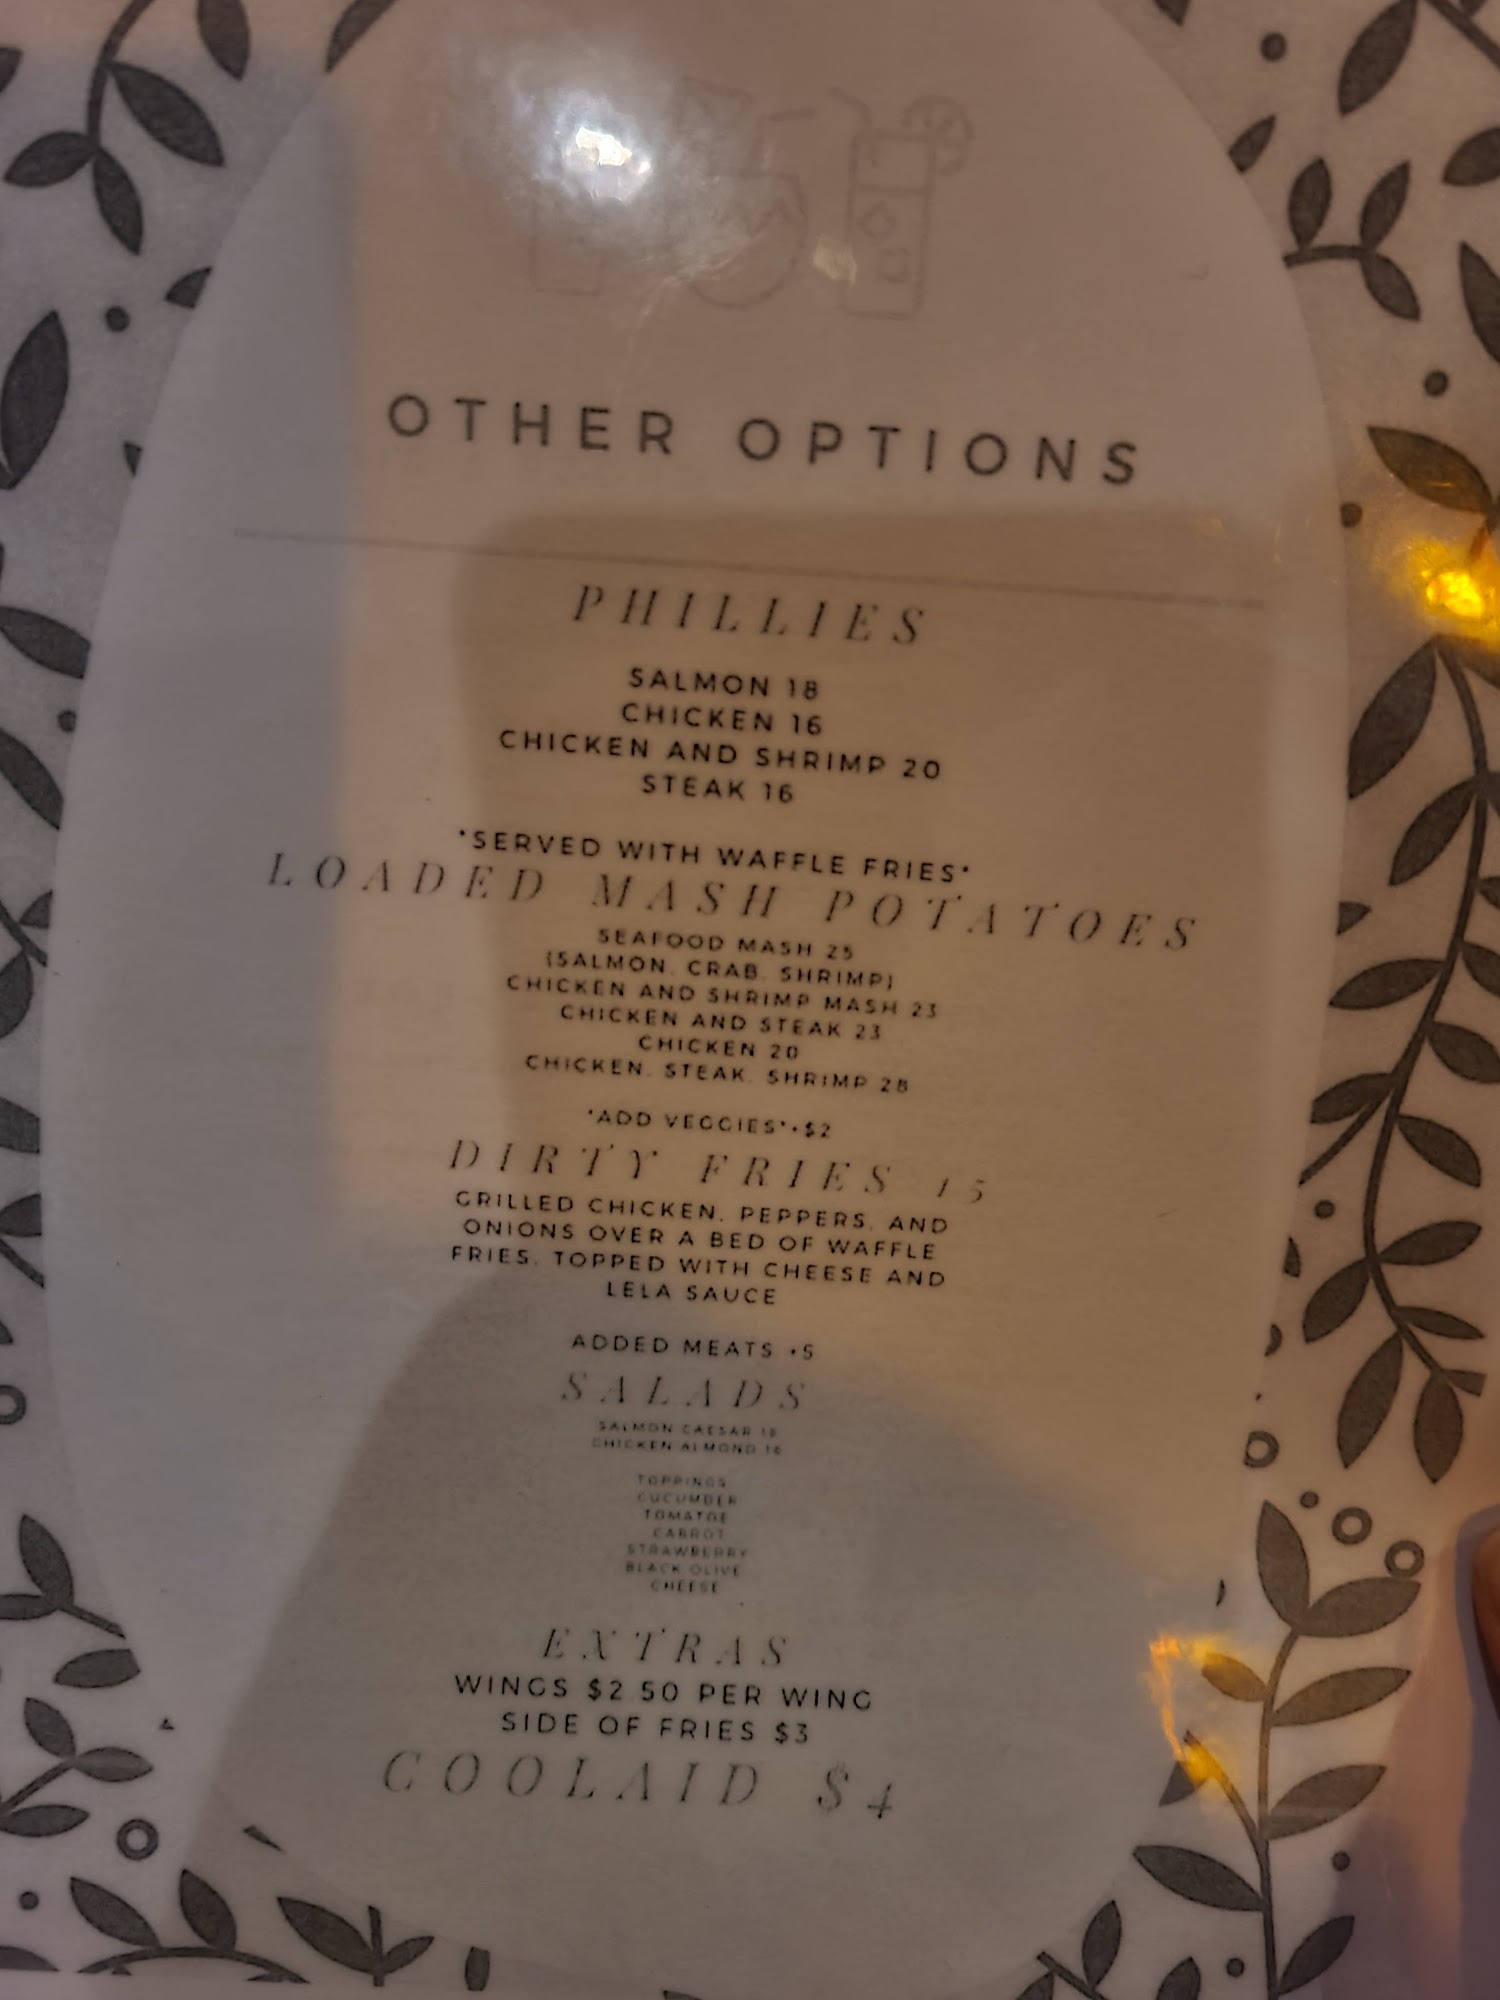 OTHER OPTIONS
PHILLIES
SALMON 18
CHICKEN 16
CHICKEN AND SHRIMP 20
STEAK 16
*SERVED WITH WAFFLE FRIES*
LOADED MASH POTATOES
SEAFOOD MASH 25
(SALMON, CRAB, SHRIMP)
CHICKEN AND SHRIMP MASH 23
CHICKEN AND STEAK 23
CHICKEN 20
CHICKEN, STEAK, SHRIMP 28
*ADD VEGGIES*+$2
DIRTY FRIES 15
GRILLED CHICKEN, PEPPERS, AND
ONIONS OVER A BED OF WAFFLE
FRIES, TOPPED WITH CHEESE AND
LELA SAUCE
ADDED MEATS +5
SALADS
SALMON CAESAR 18
CHICKEN ALMOND 16
TOPPINGS
CUCUMBER
TOMATOE
CARROT
STRAWBERRY
BLACK OLIVE
CHEESE
EXTRAS
WINGS $2.50 PER WING
SIDE OF FRIES $3
COOLAID $4